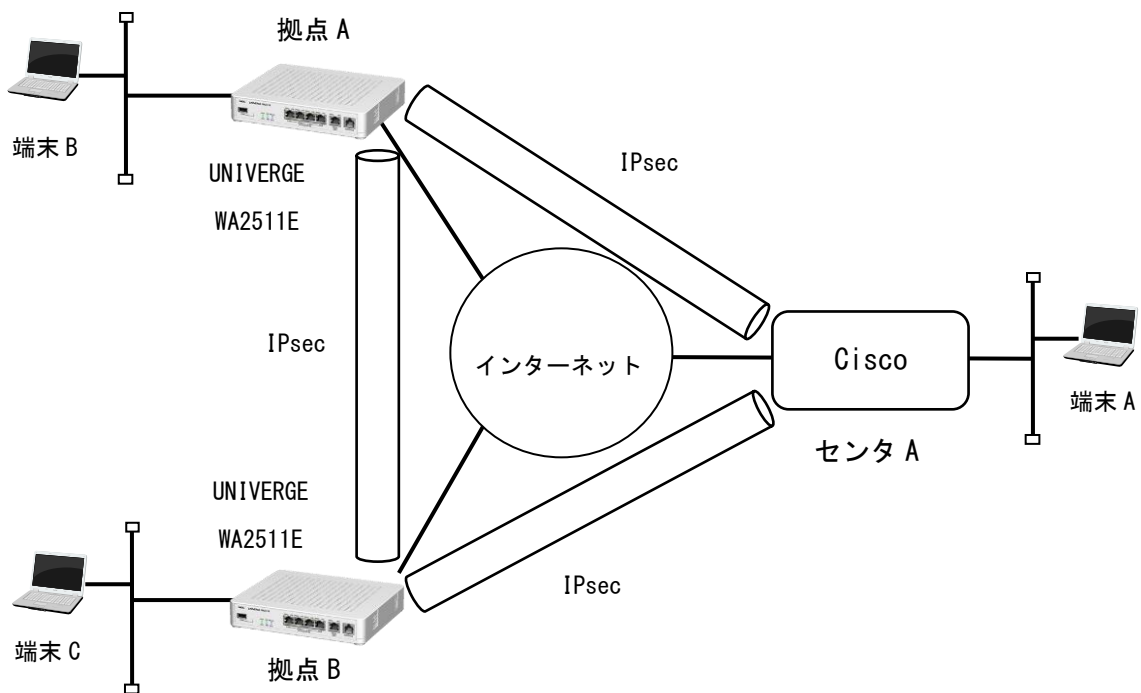 拠点 A
端末 B
UNIVERGE
WA2511E
IPsec
IPsec
インターネット
Cisco
端末 A
センタ A
UNIVERGE
WA2511E
IPsec
端末 C
拠点 B